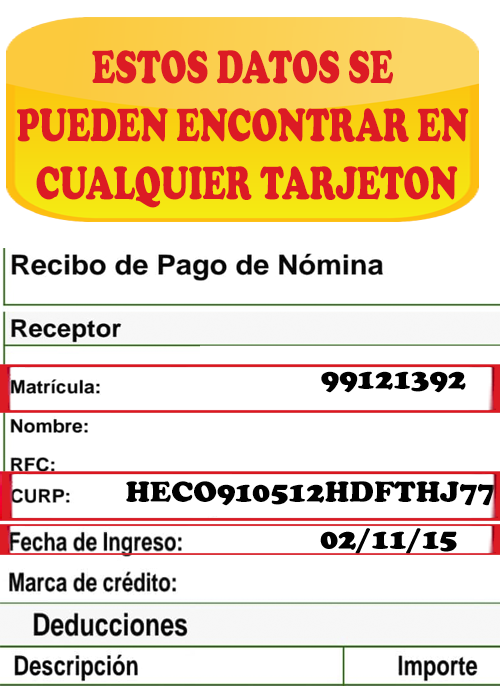 ESTOS DATOS SE
PUEDEN ENCONTRAR EN
CUALQUIER TARJETON
Recibo de Pago de Nómina
Receptor
Matrícula: 99121392
Nombre:
RFC:
CURP: HECO910512HDFTHJ77
Fecha de Ingreso: 02/11/15
Marca de crédito:
Deducciones
Descripción Importe